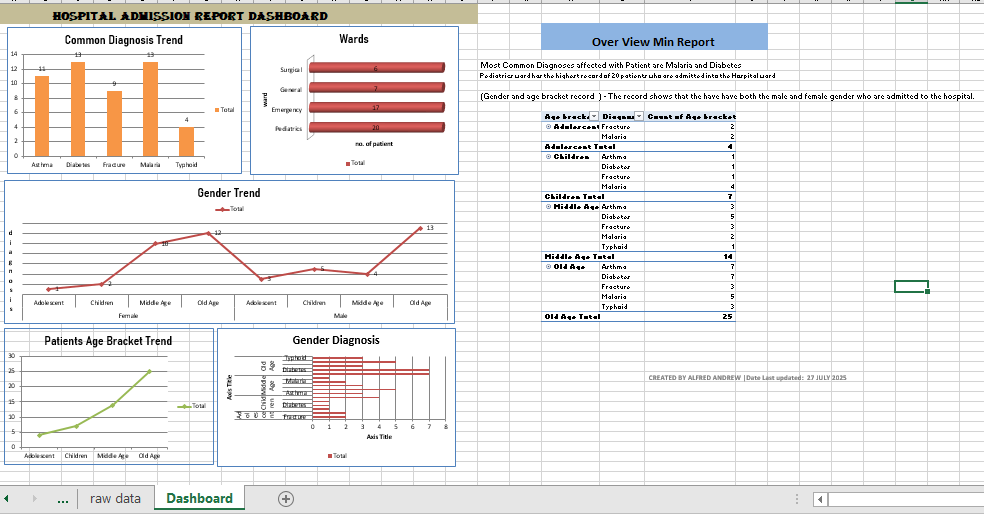 HOSPITAL ADMISSION REPORT DASHBOARD
Common Diagnosis Trend
14
12
10
8
6
4
2
0
11
13
9
13
4
Asthma Diabetes Fracture Malaria Typhoid
Total
Wards
ward
Surgical 6
General 7
Emergency 17
Pediatrics 20
no. of patient
Total
Gender Trend
Total
diagnosis
1
2
10
12
3
5
4
13
Adolescent Children Middle Age Old Age Adolescent Children Middle Age Old Age
Female Male
Patients Age Bracket Trend
30
25
20
15
10
5
0
Adolescent Children Middle Age Old Age
Total
Gender Diagnosis
Axis Title
Old Age
Middle Age
Children
Typhoid
Diabetes
Malaria
Asthma
Diabetes
Fracture
0 1 2 3 4 5 6 7 8
Axis Title
Total
Over View Min Report
Most Common Diagnoses affected with Patient are Malaria and Diabetes
Pediatrics ward has the highest record of 20 patients who are admitted into the Hospital ward
(Gender and age bracket record ) - The record shows that the have have both the male and female gender who are admitted to the hospital.
Age bracke Diagnos Count of Age bracket
Adolescent Fracture 2
Malaria 2
Adolescent Total 4
Children Asthma 1
Diabetes 1
Fracture 1
Malaria 4
Children Total 7
Middle Age Asthma 3
Diabetes 5
Fracture 3
Malaria 2
Typhoid 1
Middle Age Total 14
Old Age Asthma 7
Diabetes 7
Fracture 3
Malaria 5
Typhoid 3
Old Age Total 25
CREATED BY ALFRED ANDREW |Date Last updated: 27 JULY 2025
... raw data Dashboard